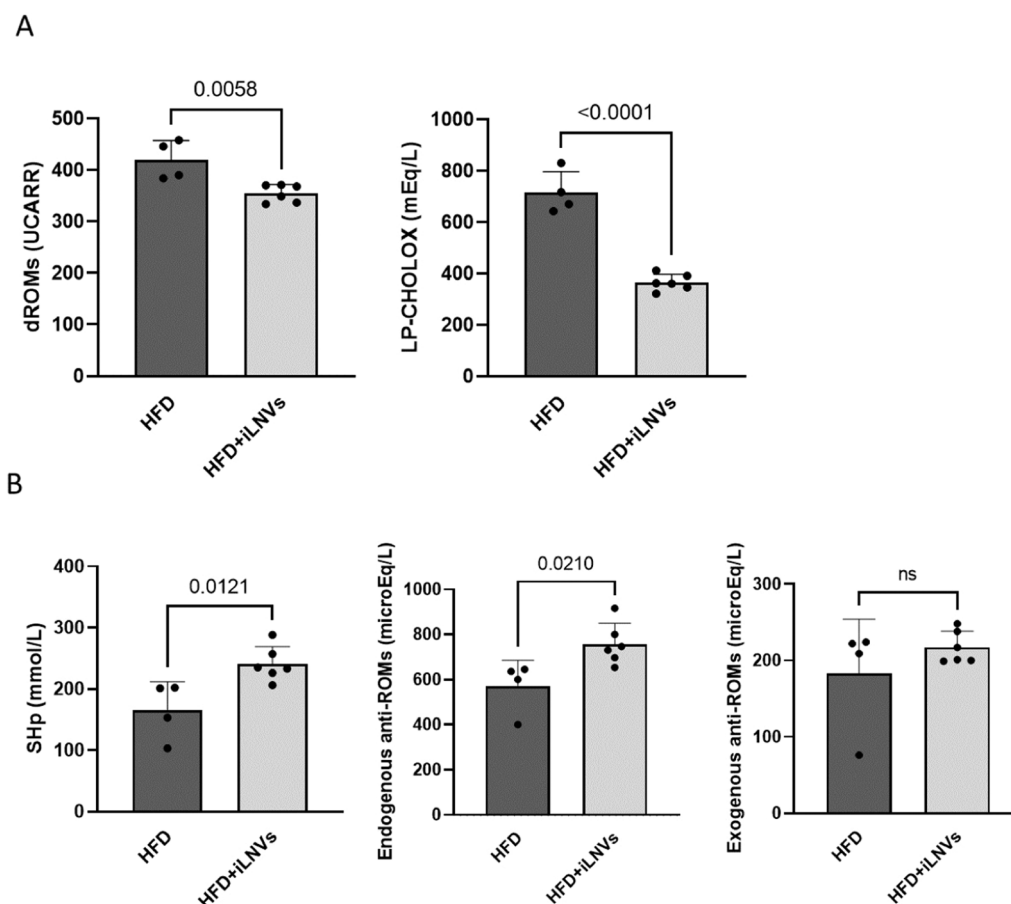 A
dROMs (UCARR)
500
400
300
200
100
0
0.0058
HFD
HFD+iLNVs
LP-CHOLOX (mEq/L)
1000
800
600
400
200
0
<0.0001
HFD
HFD+iLNVs
B
SHp (mmol/L)
400
300
200
100
0
0.0121
HFD
HFD+iLNVs
Endogenous anti-ROMs (microEq/L)
1000
800
600
400
200
0
0.0210
HFD
HFD+iLNVs
Exogenous anti-ROMs (microEq/L)
300
200
100
0
ns
HFD
HFD+iLNVs